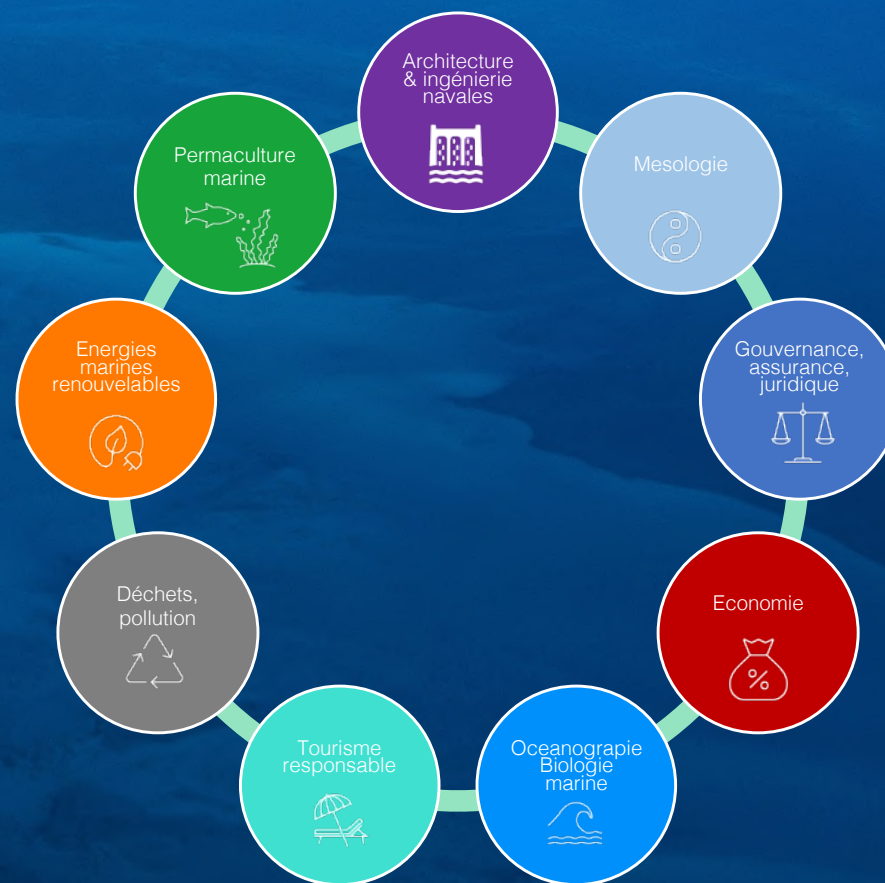 Architecture
& ingénierie
navales
Mesologie
Gouvernance,
assurance,
juridique
Economie
Oceanograpie
Biologie
marine
Tourisme
responsable
Déchets,
pollution
Energies
marines
renouvelables
Permaculture
marine
%